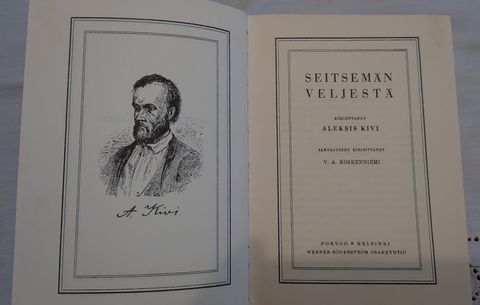 A. Kivi
SEITSEMÄN
VELJESTÄ
KIRJOITTANUT
ALEKSIS KIVI
ALKULAUSEEN KIRJOITTANUT
V. A. KOSKENNIEMI
PORVOO • HELSINKI
WERNER SÖDERSTRÖM OSAKEYHTIÖ